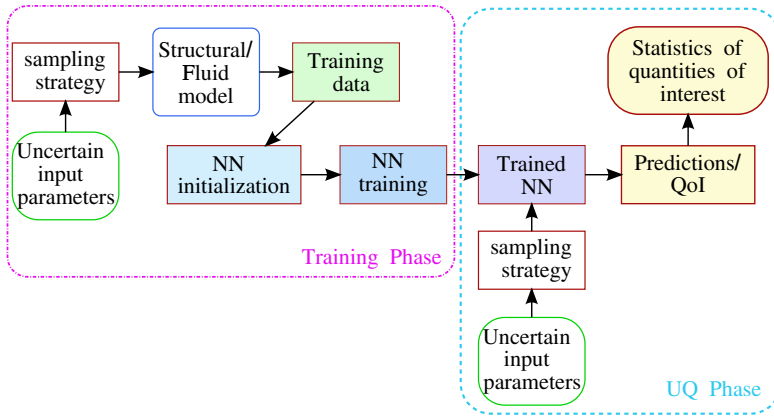 sampling
strategy
Structural/
Fluid
model
Training
data
Uncertain
input
parameters
NN
initialization
NN
training
Training Phase
Statistics of
quantities of
interest
Trained
NN
Predictions/
QoI
sampling
strategy
Uncertain
input
parameters
UQ Phase